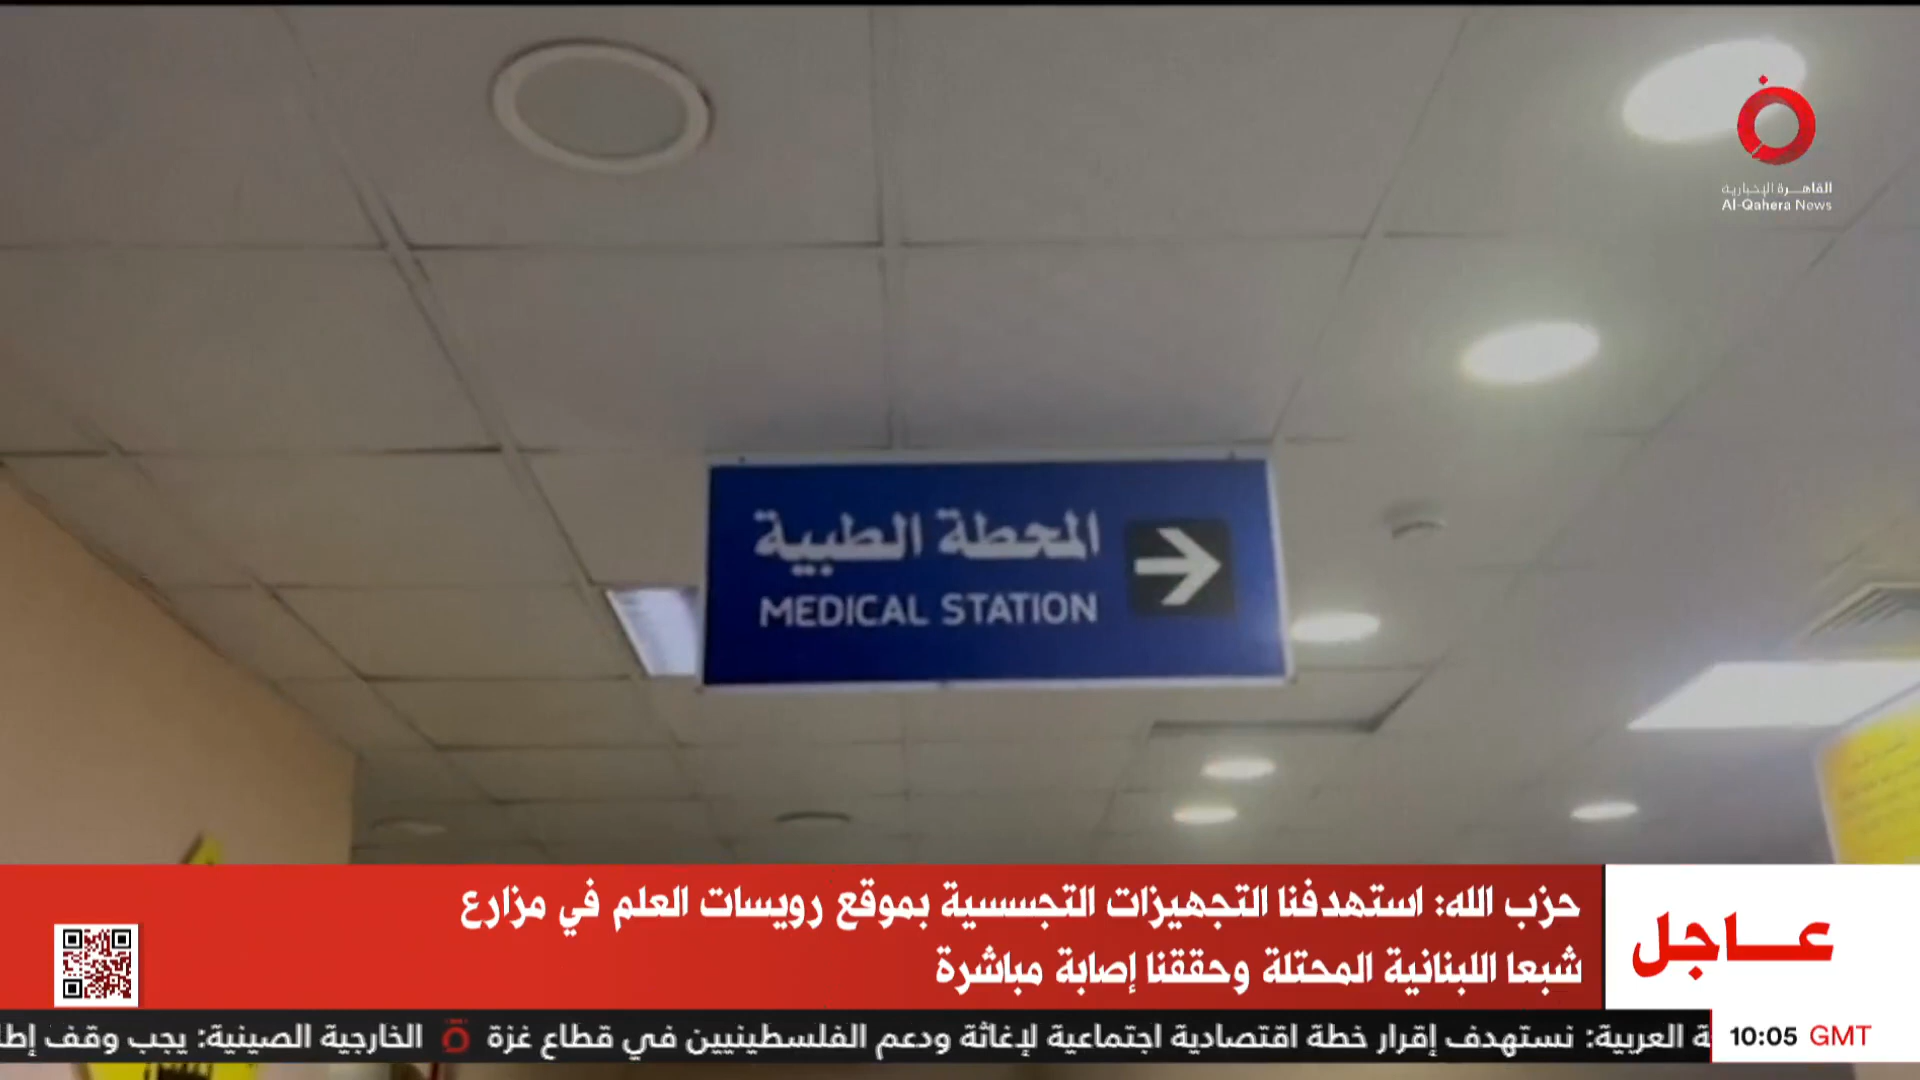 القاهرة الإخبارية
Al-Qahera News
المحطة الطبية
MEDICAL STATION
عاجل
حزب الله: استهدفنا التجهيزات التجسسية بموقع رويسات العلم في مزارع
شبعا اللبنانية المحتلة وحققنا إصابة مباشرة
العربية: نستهدف إقرار خطة اقتصادية اجتماعية لإغاثة ودعم الفلسطينيين في قطاع غزة
الخارجية الصينية: يجب وقف
10:05 GMT